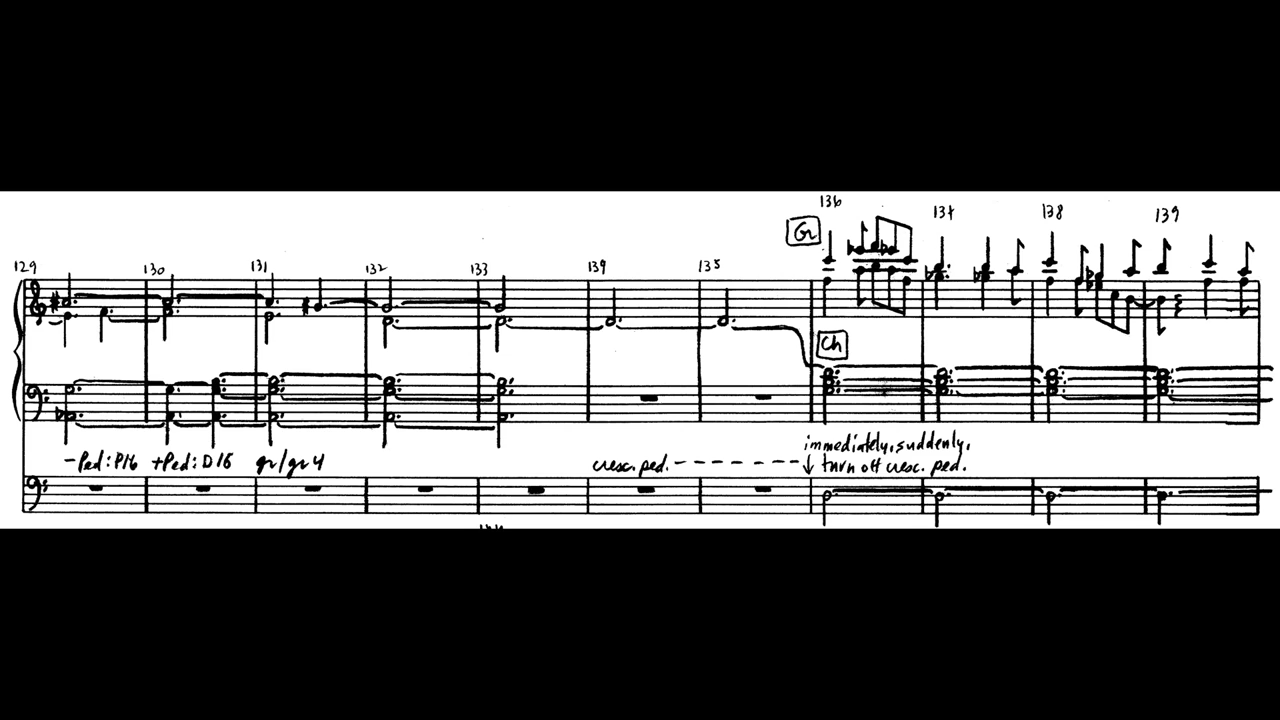 136 137 138 139
Gr
129 130 131 132 133 139 135
Ch
immediately, suddenly,
-Ped: P16 +Ped: D16 gr/gr 4 cresc. ped. - - - - - - - - ↓ turn off cresc. ped.